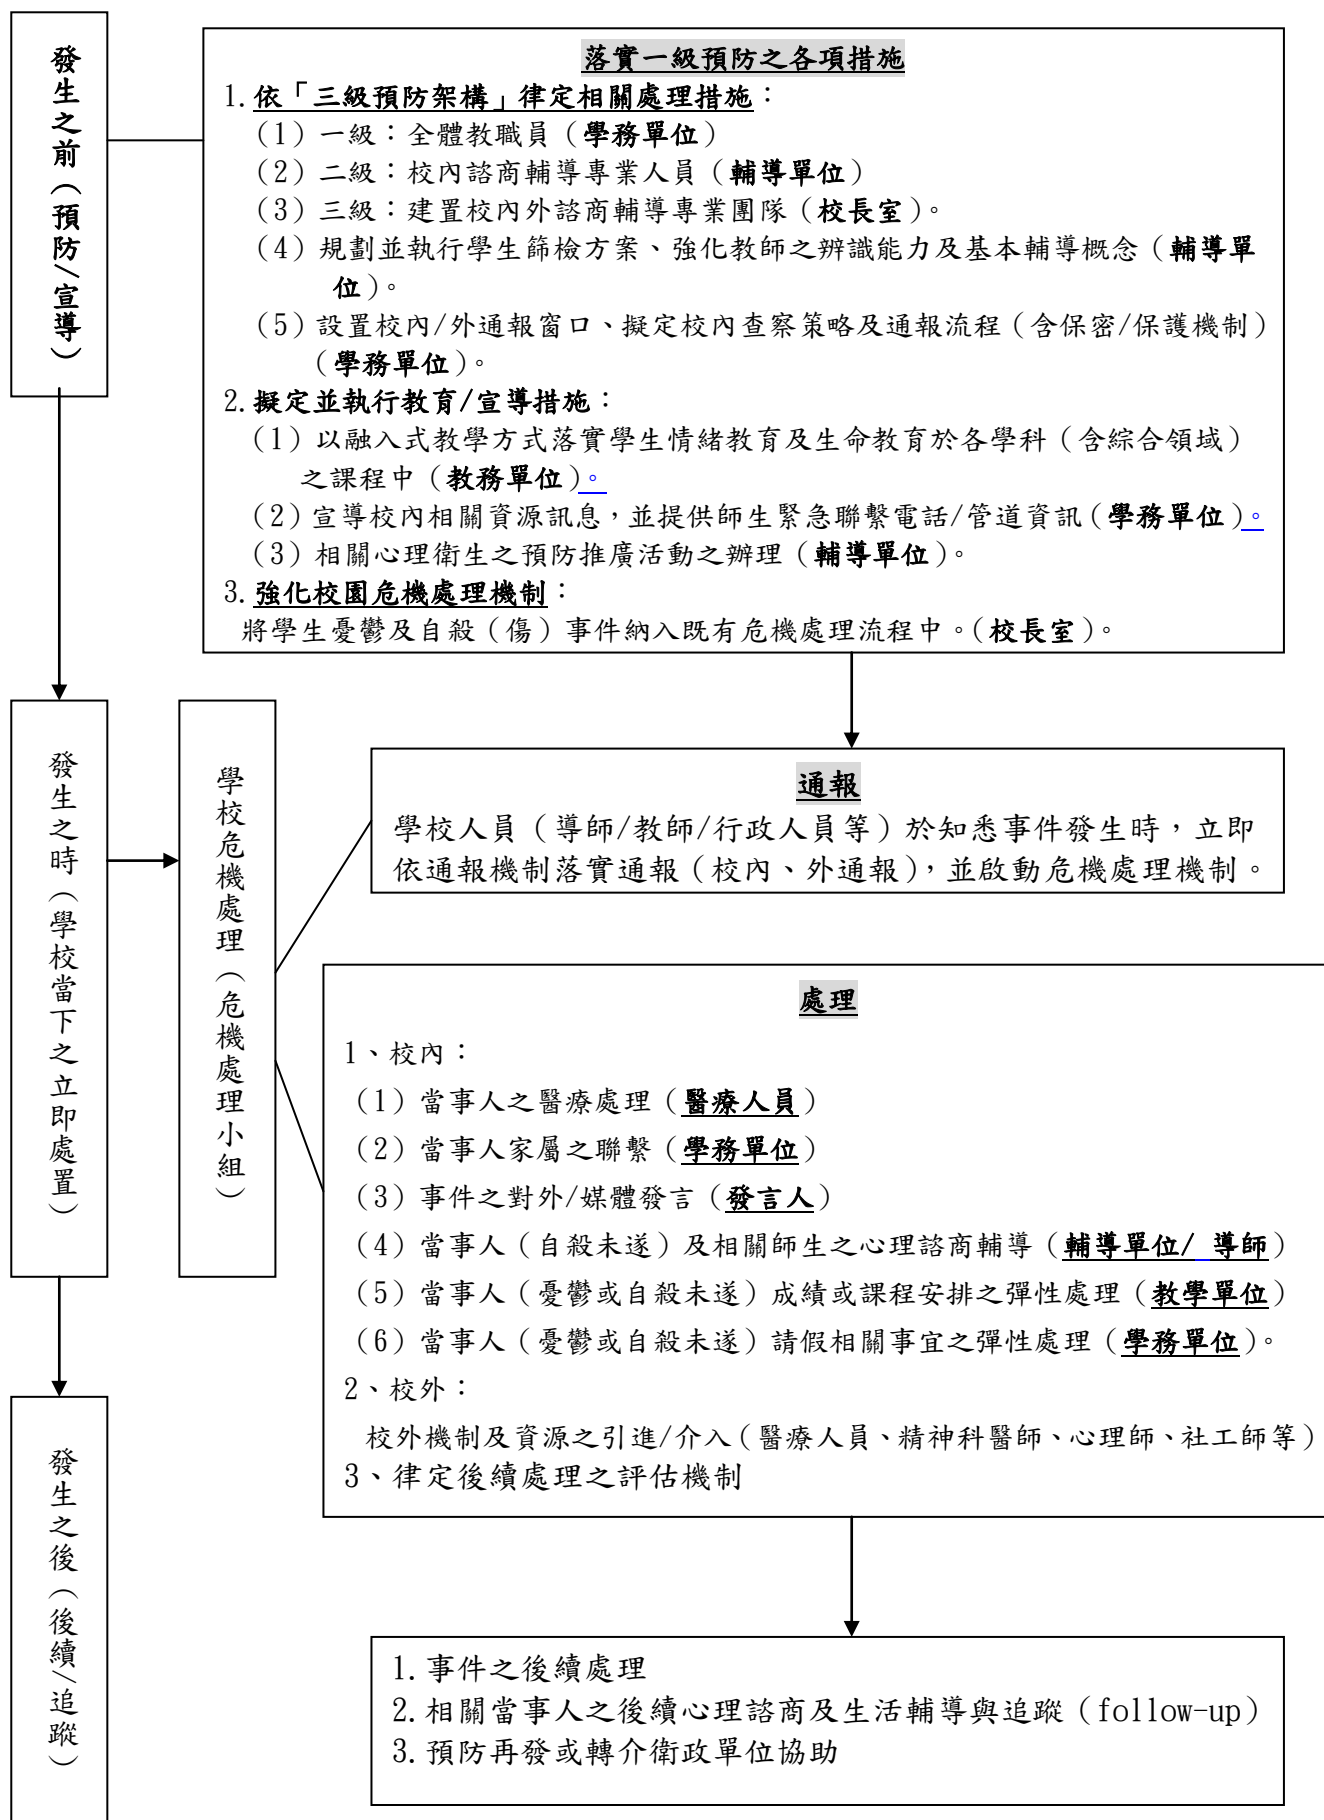 發生之前（預防/宣導）
落實一級預防之各項措施
1.依「三級預防架構」律定相關處理措施：
（1）一級：全體教職員（學務單位）
（2）二級：校內諮商輔導專業人員（輔導單位）
（3）三級：建置校內外諮商輔導專業團隊（校長室）。
（4）規劃並執行學生篩檢方案、強化教師之辨識能力及基本輔導概念（輔導單
位）。
（5）設置校內/外通報窗口、擬定校內查察策略及通報流程（含保密/保護機制）
（學務單位）。
2.擬定並執行教育/宣導措施：
（1）以融入式教學方式落實學生情緒教育及生命教育於各學科（含綜合領域）
之課程中（教務單位）。
（2）宣導校內相關資源訊息，並提供師生緊急聯繫電話/管道資訊（學務單位）。
（3）相關心理衛生之預防推廣活動之辦理（輔導單位）。
3.強化校園危機處理機制：
將學生憂鬱及自殺（傷）事件納入既有危機處理流程中。（校長室）。
發生之時（學校當下之立即處置）
學校危機處理（危機處理小組）
通報
學校人員（導師/教師/行政人員等）於知悉事件發生時，立即
依通報機制落實通報（校內、外通報），並啟動危機處理機制。
處理
1、校內：
（1）當事人之醫療處理（醫療人員）
（2）當事人家屬之聯繫（學務單位）
（3）事件之對外/媒體發言（發言人）
（4）當事人（自殺未遂）及相關師生之心理諮商輔導（輔導單位/ 導師）
（5）當事人（憂鬱或自殺未遂）成績或課程安排之彈性處理（教學單位）
（6）當事人（憂鬱或自殺未遂）請假相關事宜之彈性處理（學務單位）。
2、校外：
校外機制及資源之引進/介入（醫療人員、精神科醫師、心理師、社工師等）
3、律定後續處理之評估機制
發生之後（後續/追蹤）
1.事件之後續處理
2.相關當事人之後續心理諮商及生活輔導與追蹤（follow-up）
3.預防再發或轉介衛政單位協助